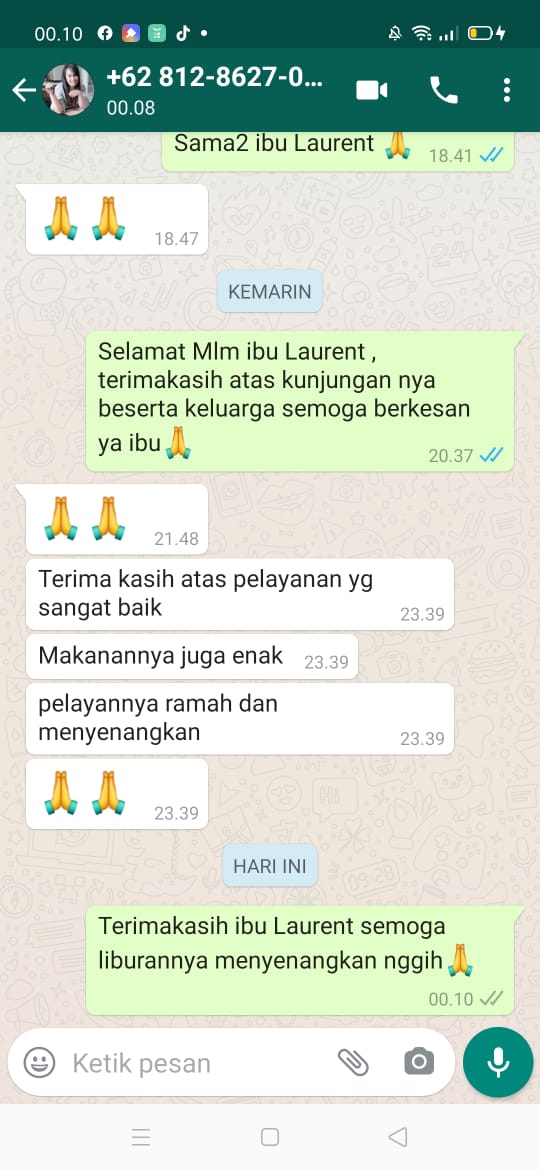 00.10
+62 812-8627-0...
00.08
Sama2 ibu Laurent 🙏
18.41
🙏 🙏
18.47
KEMARIN
Selamat Mlm ibu Laurent ,
terimakasih atas kunjungan nya
beserta keluarga semoga berkesan
ya ibu🙏
20.37
🙏 🙏
21.48
Terima kasih atas pelayanan yg
sangat baik
23.39
Makanannya juga enak
23.39
pelayannya ramah dan
menyenangkan
23.39
🙏 🙏
23.39
HARI INI
Terimakasih ibu Laurent semoga
liburannya menyenangkan nggih🙏
00.10
Ketik pesan